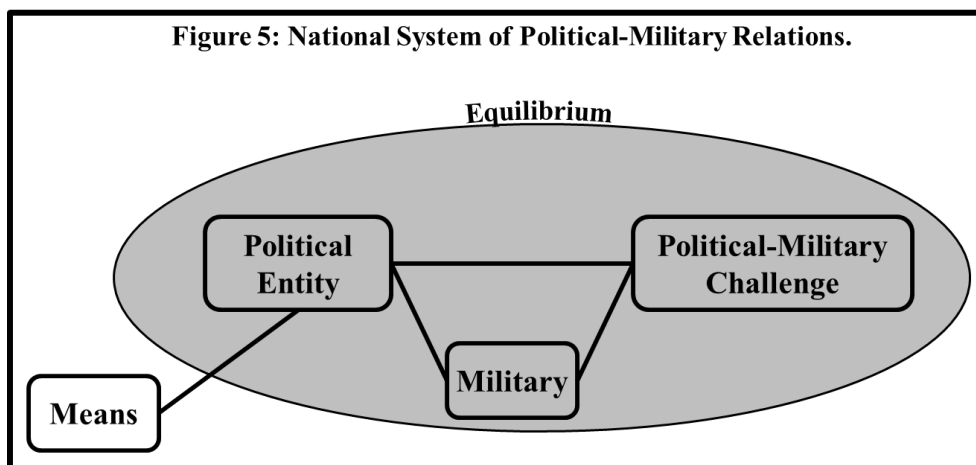 Figure 5: National System of Political-Military Relations.
Equilibrium
Political
Entity
Political-Military
Challenge
Military
Means